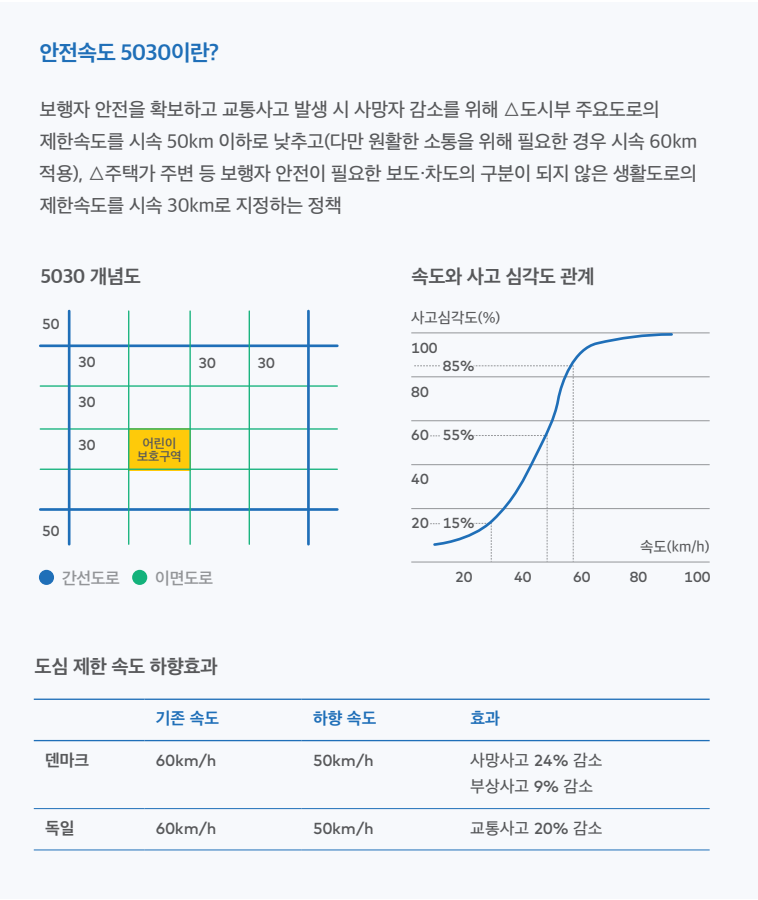 안전속도 5030이란?
보행자 안전을 확보하고 교통사고 발생 시 사망자 감소를 위해 △도시부 주요도로의
제한속도를 시속 50km 이하로 낮추고(다만 원활한 소통을 위해 필요한 경우 시속 60km
적용), △주택가 주변 등 보행자 안전이 필요한 보도·차도의 구분이 되지 않은 생활도로의
제한속도를 시속 30km로 지정하는 정책
5030 개념도
50
30 30 30
30
30 어린이
보호구역
50
간선도로 이면도로
속도와 사고 심각도 관계
사고심각도(%)
100
85%
80
60 55%
40
20 15%
속도(km/h)
20 40 60 80 100
도심 제한 속도 하향효과
기존 속도 하향 속도 효과
덴마크 60km/h 50km/h 사망사고 24% 감소
부상사고 9% 감소
독일 60km/h 50km/h 교통사고 20% 감소